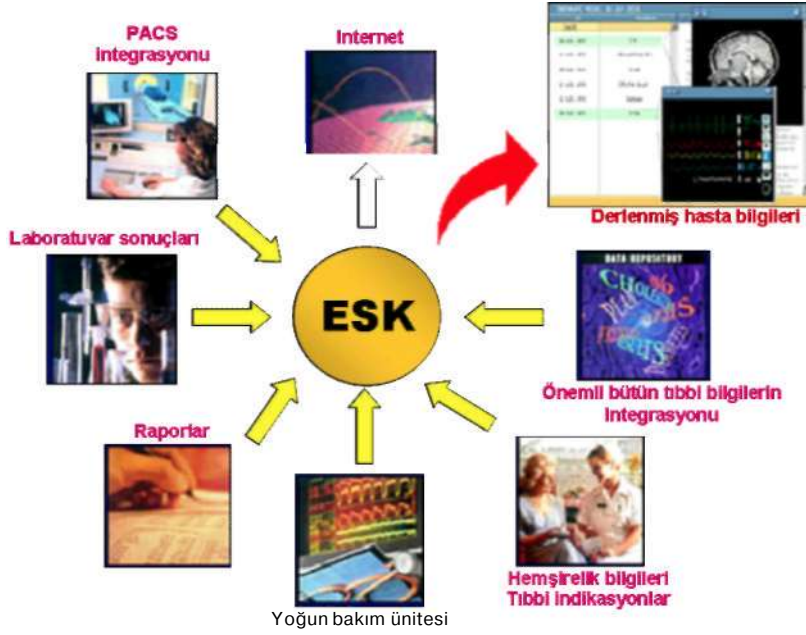 PACS
integrasyonu
Internet
Derlenmiş hasta bilgileri
Laboratuvar sonuçları
ESK
DATA REPOSITORY
Önemli bütün tıbbi bilgilerin
Integrasyonu
Raporlar
Hemşirelik bilgileri
Tıbbi indikasyonlar
Yoğun bakım ünitesi